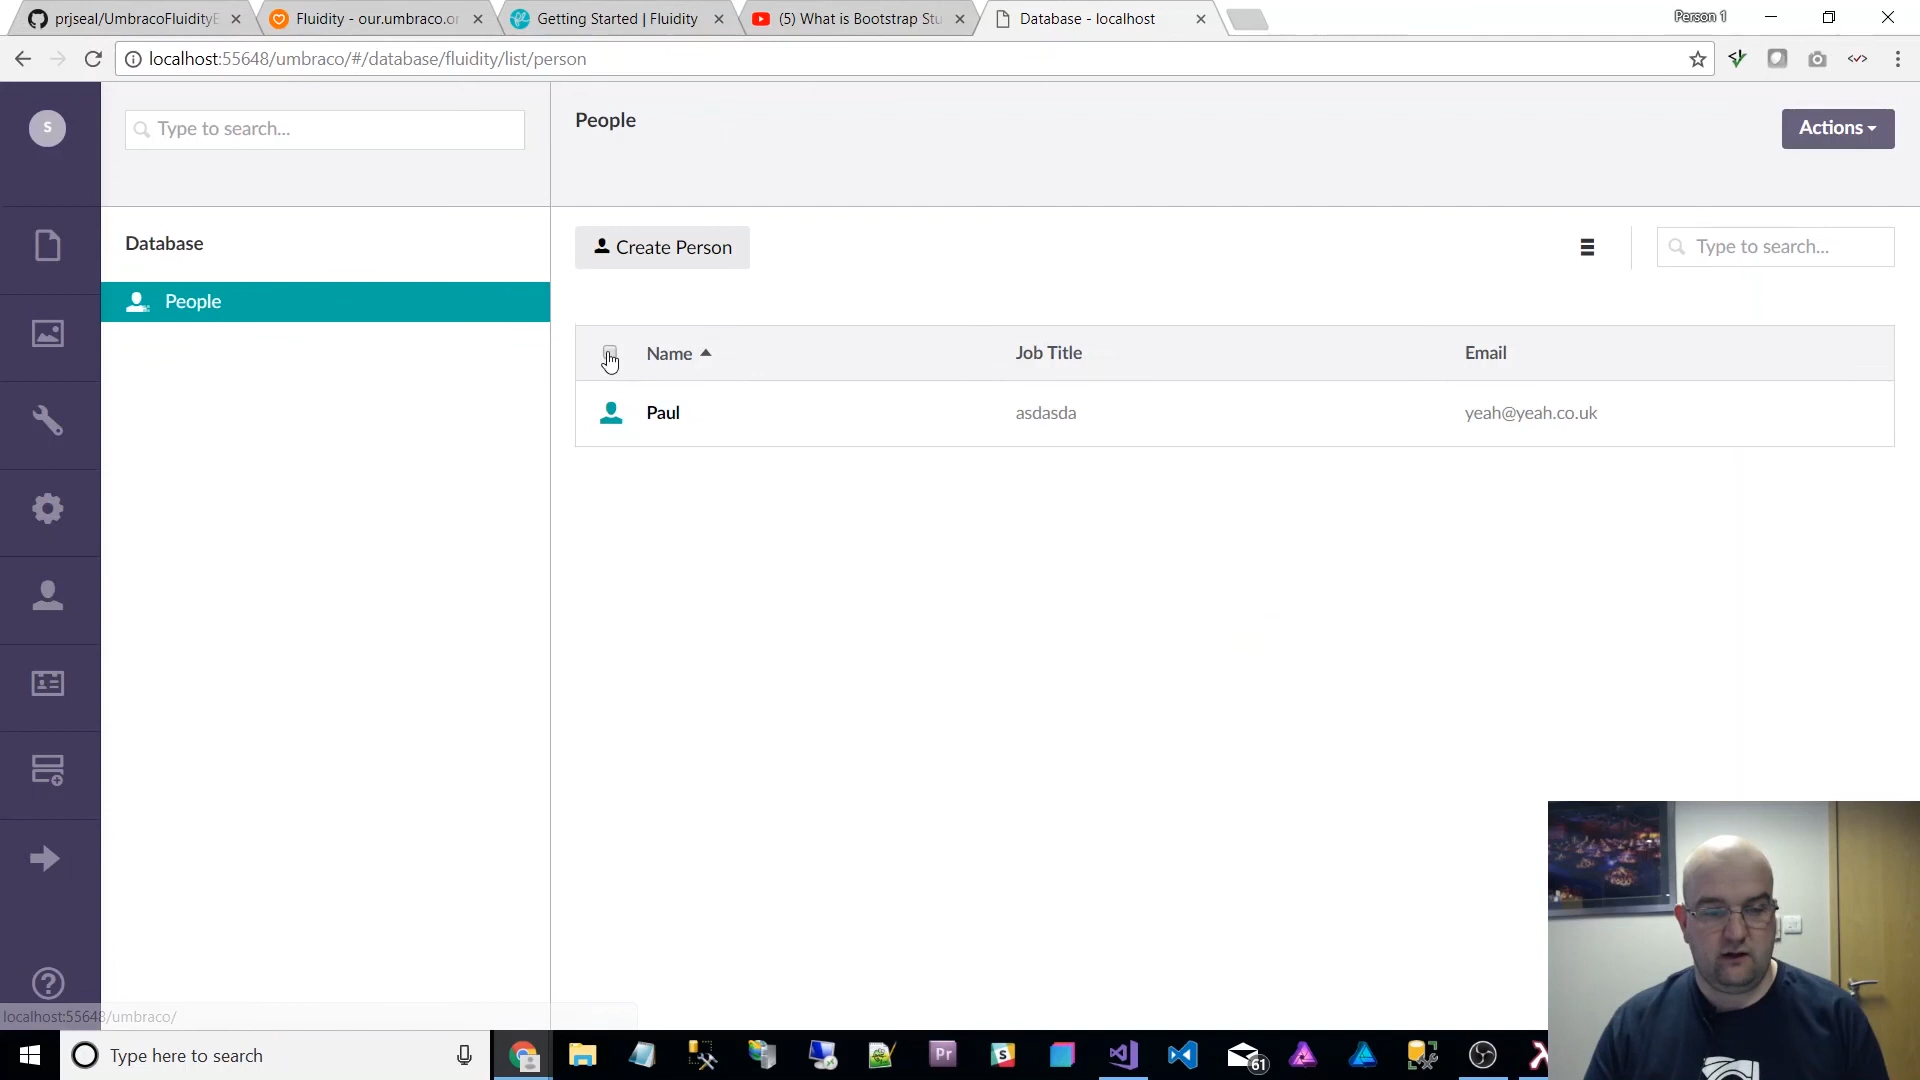 prjseal/UmbracoFluidityE
Fluidity - our.umbraco.or
Getting Started | Fluidity
(5) What is Bootstrap Stu
Database - localhost
Person 1
localhost:55648/umbraco/#/database/fluidity/list/person
S
Type to search...
People
Actions
Database
Create Person
Type to search...
People
Name
Job Title
Email
Paul
asdasda
yeah@yeah.co.uk
localhost:55648/umbraco/
Type here to search
Pr
S
61